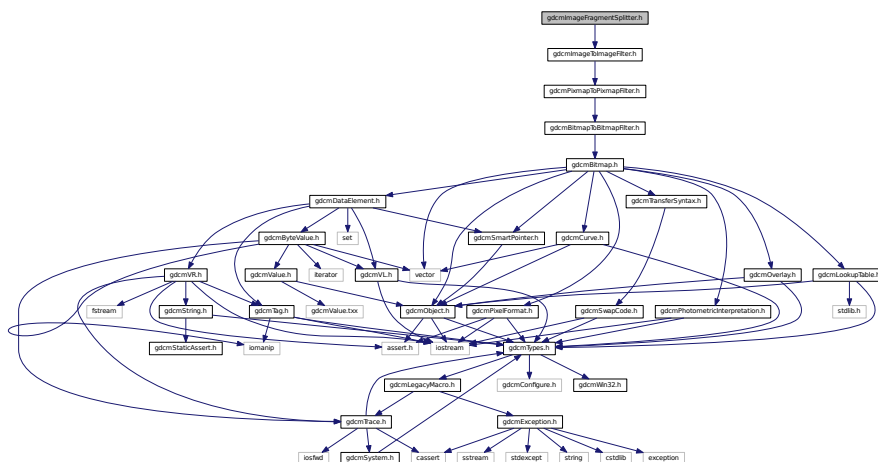 gdcmImageFragmentSplitter.h
gdcmImageToImageFilter.h
gdcmPixmapToPixmapFilter.h
gdcmBitmapToBitmapFilter.h
gdcmBitmap.h
gdcmDataElement.h
gdcmTransferSyntax.h
gdcmByteValue.h
set
gdcmSmartPointer.h
gdcmCurve.h
gdcmVR.h
gdcmValue.h
iterator
gdcmVL.h
vector
gdcmOverlay.h
gdcmLookupTable.h
fstream
gdcmString.h
gdcmTag.h
gdcmValue.txx
gdcmObject.h
gdcmPixelFormat.h
gdcmSwapCode.h
gdcmPhotometricInterpretation.h
stdlib.h
gdcmStaticAssert.h
iomanip
assert.h
iostream
gdcmTypes.h
gdcmLegacyMacro.h
gdcmConfigure.h
gdcmWin32.h
gdcmTrace.h
gdcmException.h
iosfwd
gdcmSystem.h
cassert
sstream
stdexcept
string
cstdlib
exception